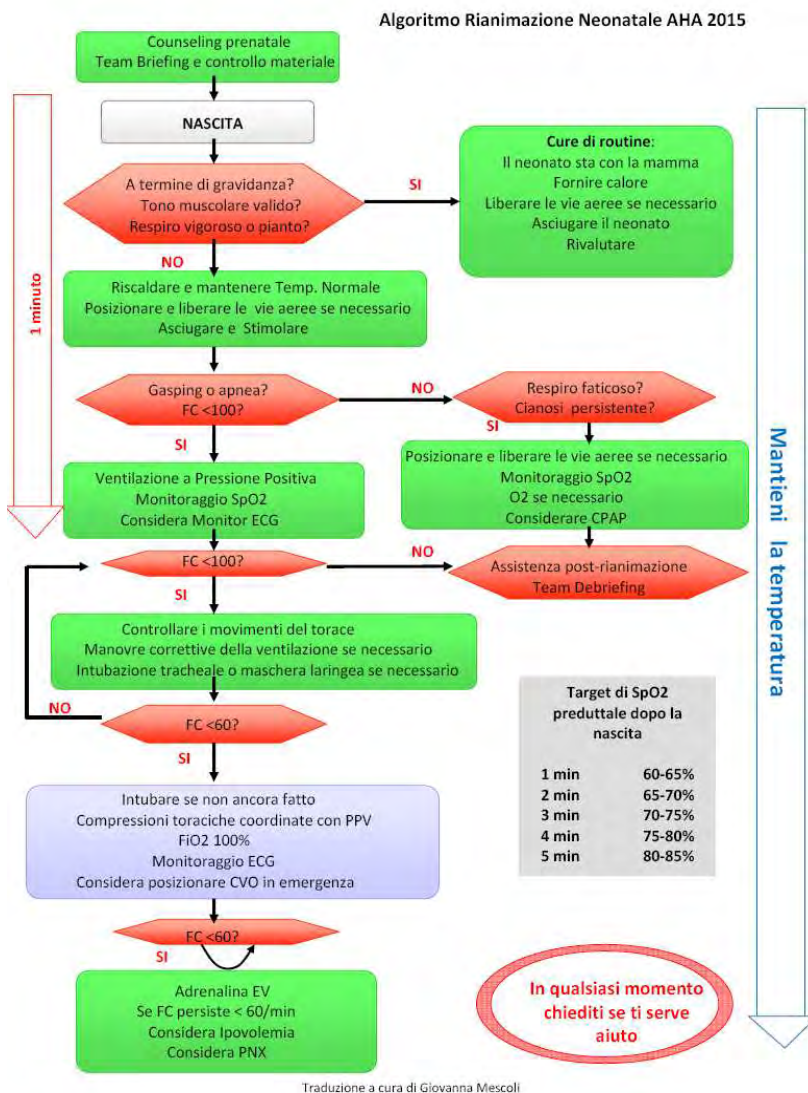 Algoritmo Rianimazione Neonatale AHA 2015
Counseling prenatale
Team Briefing e controllo materiale
NASCITA
1 minuto
A termine di gravidanza?
Tono muscolare valido?
Respiro vigoroso o pianto?
SI
Cure di routine:
Il neonato sta con la mamma
Fornire calore
Liberare le vie aeree se necessario
Asciugare il neonato
Rivalutare
NO
Riscaldare e mantenere Temp. Normale
Posizionare e liberare le vie aeree se necessario
Asciugare e Stimolare
Gasping o apnea?
FC <100?
NO
Respiro faticoso?
Cianosi persistente?
SI
SI
Ventilazione a Pressione Positiva
Monitoraggio SpO2
Considera Monitor ECG
Posizionare e liberare le vie aeree se necessario
Monitoraggio SpO2
O2 se necessario
Considerare CPAP
FC <100?
NO
Assistenza post-rianimazione
Team Debriefing
SI
Controllare i movimenti del torace
Manovre correttive della ventilazione se necessario
Intubazione tracheale o maschera laringea se necessario
NO
FC <60?
SI
Intubare se non ancora fatto
Compressioni toraciche coordinate con PPV
FiO2 100%
Monitoraggio ECG
Considera posizionare CVO in emergenza
FC <60?
SI
Adrenalina EV
Se FC persiste < 60/min
Considera Ipovolemia
Considera PNX
Target di SpO2
preduttale dopo la
nascita
1 min 60-65%
2 min 65-70%
3 min 70-75%
4 min 75-80%
5 min 80-85%
In qualsiasi momento
chiediti se ti serve
aiuto
Mantieni la temperatura
Traduzione a cura di Giovanna Mescoli